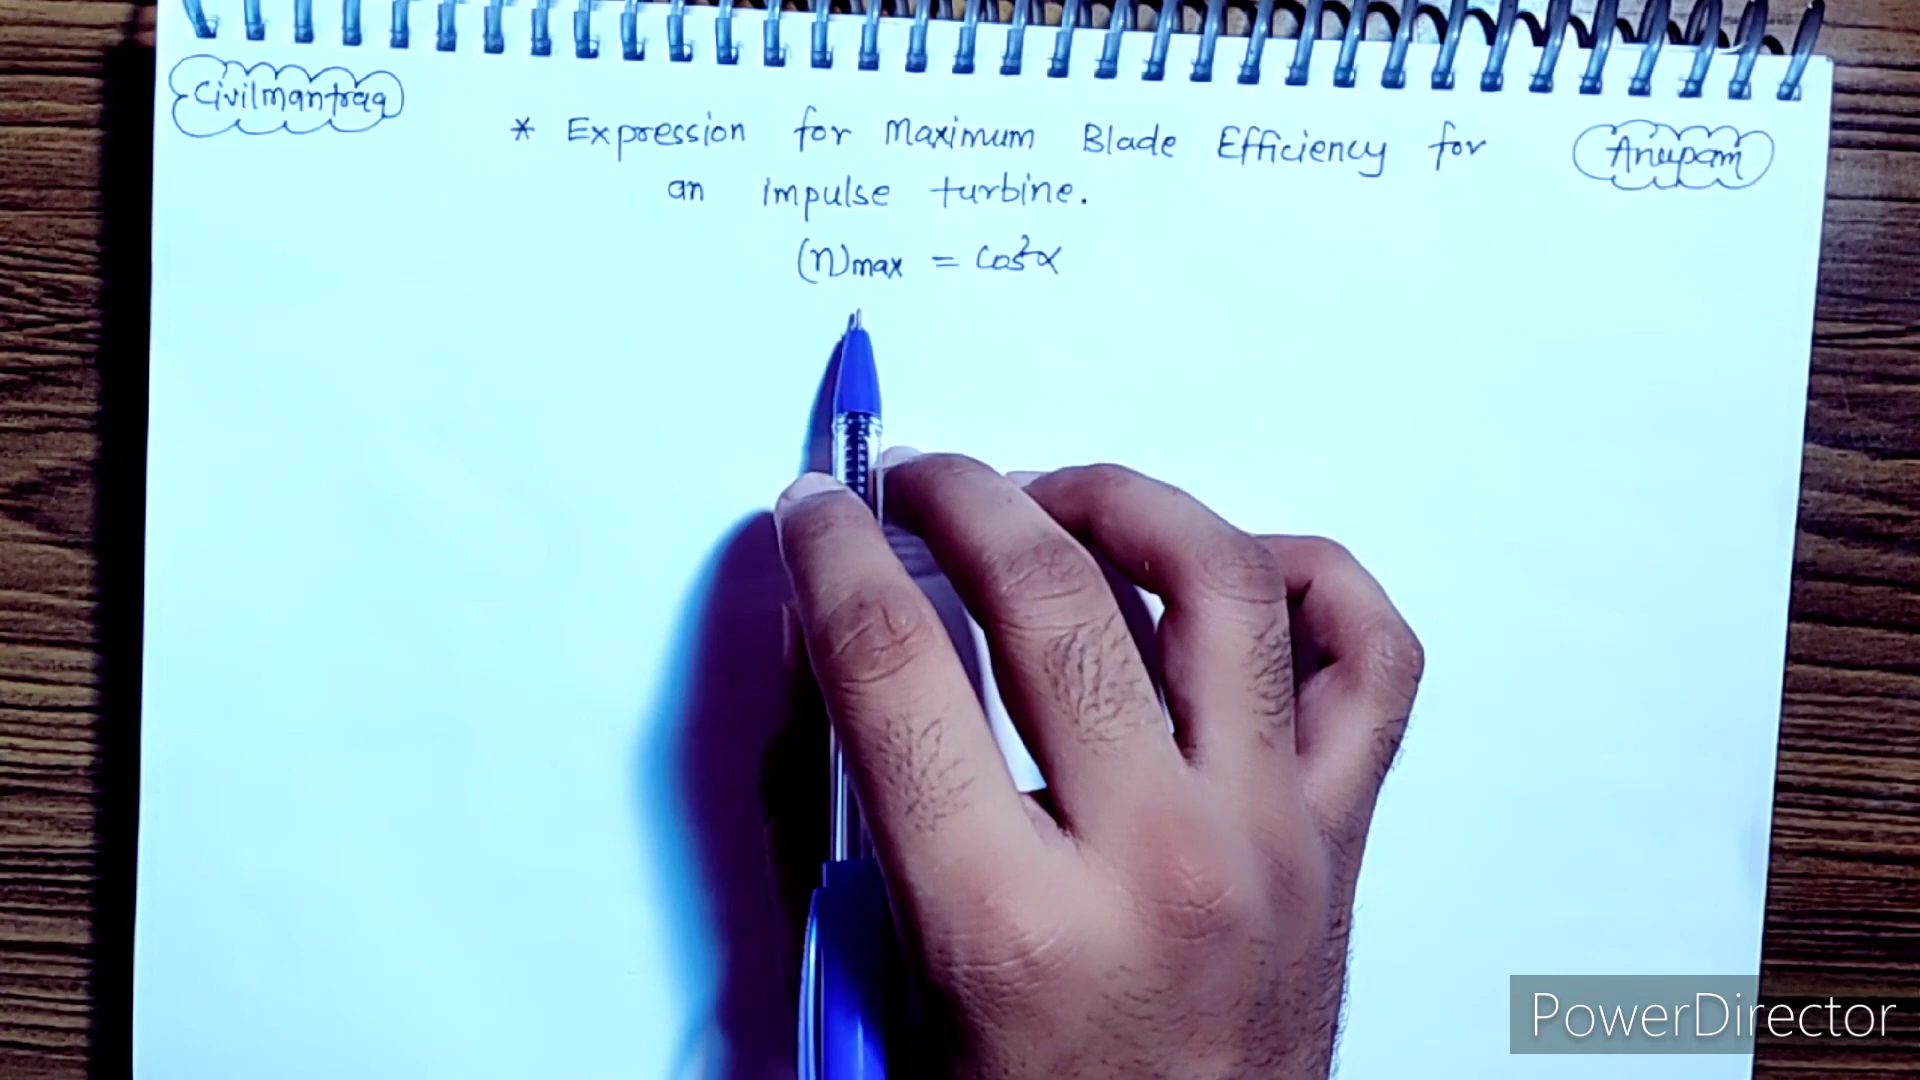 Civilmantraa
* Expression for Maximum Blade Efficiency for
an impulse turbine.
Anupam
(η)max = Cos²α
PowerDirector